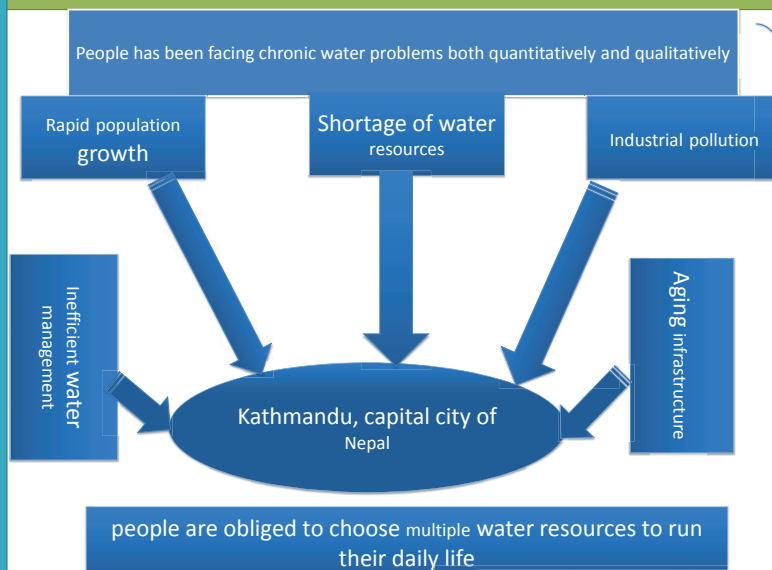 People has been facing chronic water problems both quantitatively and qualitatively
Rapid population
growth
Shortage of water
resources
Industrial pollution
Inefficient water
management
Aging infrastructure
Kathmandu, capital city of
Nepal
people are obliged to choose multiple water resources to run
their daily life